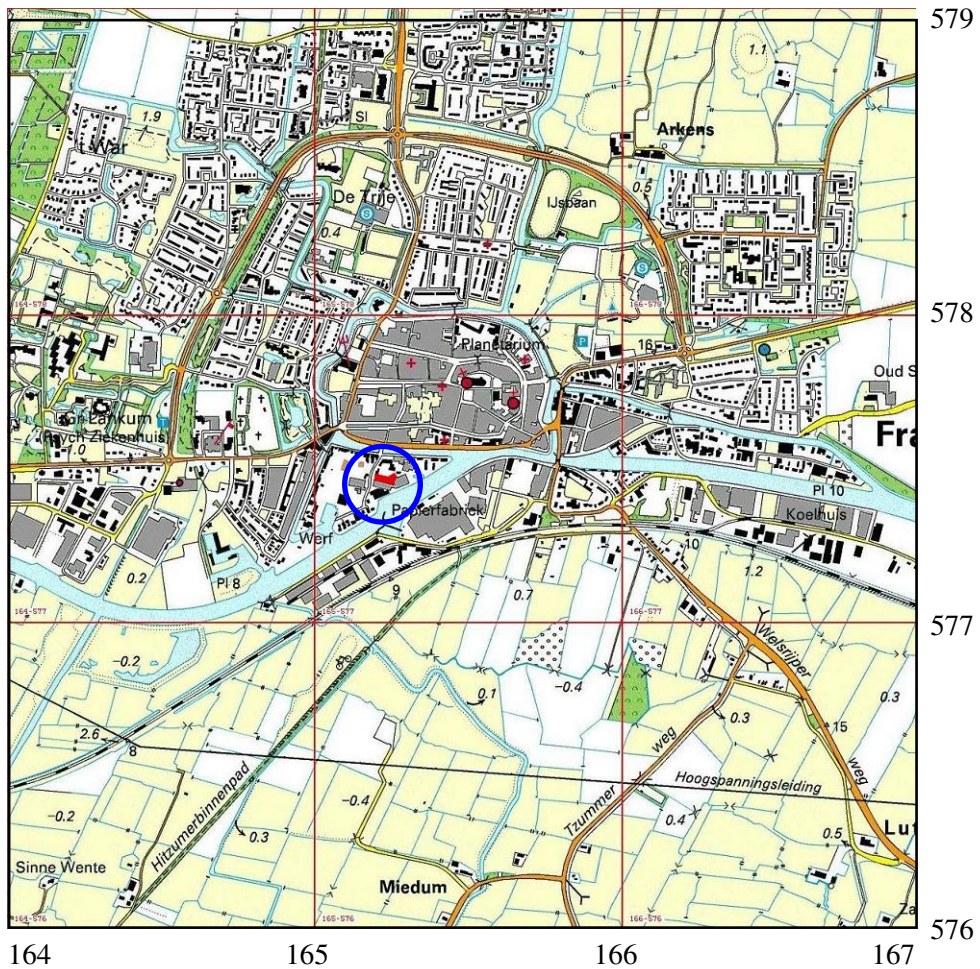 579
1.9
't War
Sl
Arkens
1.1
De Trije
S
0.4
IJsbaan
0.5
S
164-578
165-578
166-578
578
Planetarium
P
16
Oud S
Van Lankum
Psych Ziekenhuis
T
1.0
Fra
Pl 10
Papierfabriek
Koelhuis
Werf
10
0.2
Pl 8
9
0.7
1.2
164-577
165-577
166-577
577
-0.2
Welsrijper
weg
0.1
-0.4
0.3
0.3
15
2.6
8
weg
Hoogspanningsleiding
-0.4
0.4
-0.2
Hitzumerbinnenpad
0.3
Tzummer
0.5
Lut
Sinne Wente
Miedum
Za
164-576
165-576
166-576
576
164
165
166
167